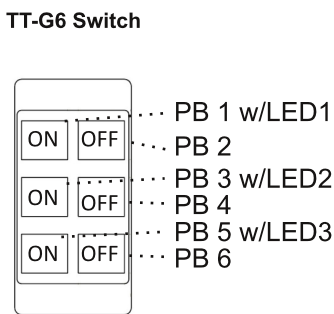 TT-G6 Switch
ON OFF PB 1 w/LED1
PB 2
ON OFF PB 3 w/LED2
PB 4
ON OFF PB 5 w/LED3
PB 6